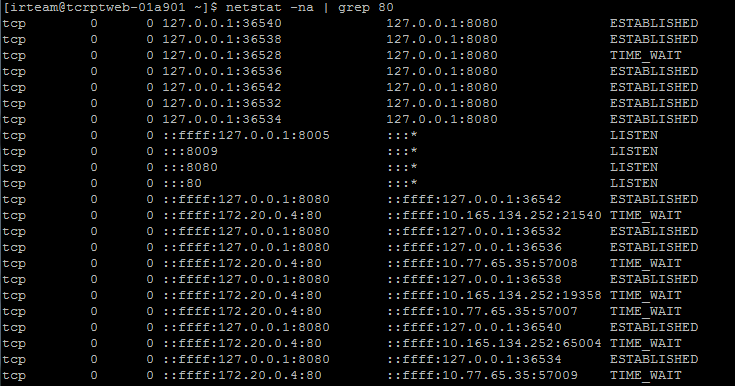 [irteam@tcrptweb-01a901 ~]$ netstat -na | grep 80
tcp 0 0 127.0.0.1:36540 127.0.0.1:8080 ESTABLISHED
tcp 0 0 127.0.0.1:36538 127.0.0.1:8080 ESTABLISHED
tcp 0 0 127.0.0.1:36528 127.0.0.1:8080 TIME_WAIT
tcp 0 0 127.0.0.1:36536 127.0.0.1:8080 ESTABLISHED
tcp 0 0 127.0.0.1:36542 127.0.0.1:8080 ESTABLISHED
tcp 0 0 127.0.0.1:36532 127.0.0.1:8080 ESTABLISHED
tcp 0 0 127.0.0.1:36534 127.0.0.1:8080 ESTABLISHED
tcp 0 0 ::ffff:127.0.0.1:8005 :::* LISTEN
tcp 0 0 :::8009 :::* LISTEN
tcp 0 0 :::8080 :::* LISTEN
tcp 0 0 :::80 :::* LISTEN
tcp 0 0 ::ffff:127.0.0.1:8080 ::ffff:127.0.0.1:36542 ESTABLISHED
tcp 0 0 ::ffff:172.20.0.4:80 ::ffff:10.165.134.252:21540 TIME_WAIT
tcp 0 0 ::ffff:127.0.0.1:8080 ::ffff:127.0.0.1:36532 ESTABLISHED
tcp 0 0 ::ffff:127.0.0.1:8080 ::ffff:127.0.0.1:36536 ESTABLISHED
tcp 0 0 ::ffff:172.20.0.4:80 ::ffff:10.77.65.35:57008 TIME_WAIT
tcp 0 0 ::ffff:127.0.0.1:8080 ::ffff:127.0.0.1:36538 ESTABLISHED
tcp 0 0 ::ffff:172.20.0.4:80 ::ffff:10.165.134.252:19358 TIME_WAIT
tcp 0 0 ::ffff:172.20.0.4:80 ::ffff:10.77.65.35:57007 TIME_WAIT
tcp 0 0 ::ffff:127.0.0.1:8080 ::ffff:127.0.0.1:36540 ESTABLISHED
tcp 0 0 ::ffff:172.20.0.4:80 ::ffff:10.165.134.252:65004 TIME_WAIT
tcp 0 0 ::ffff:127.0.0.1:8080 ::ffff:127.0.0.1:36534 ESTABLISHED
tcp 0 0 ::ffff:172.20.0.4:80 ::ffff:10.77.65.35:57009 TIME_WAIT